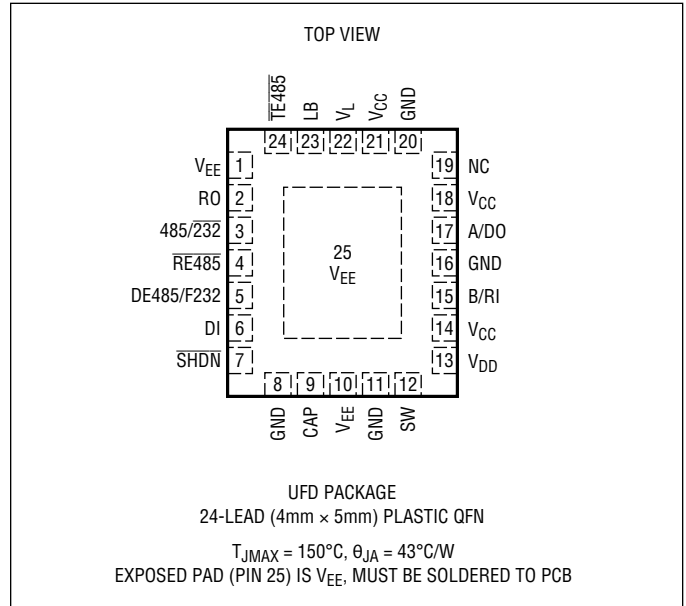 TOP VIEW
TE485
LB
VL
VCC
GND
24 23 22 21 20
VEE 1
RO 2
485/232 3
RE485 4
DE485/F232 5
DI 6
SHDN 7
25
VEE
19 NC
18 VCC
17 A/DO
16 GND
15 B/RI
14 VCC
13 VDD
8 9 10 11 12
GND
CAP
VEE
GND
SW
UFD PACKAGE
24-LEAD (4mm × 5mm) PLASTIC QFN
TJMAX = 150°C, θJA = 43°C/W
EXPOSED PAD (PIN 25) IS VEE, MUST BE SOLDERED TO PCB